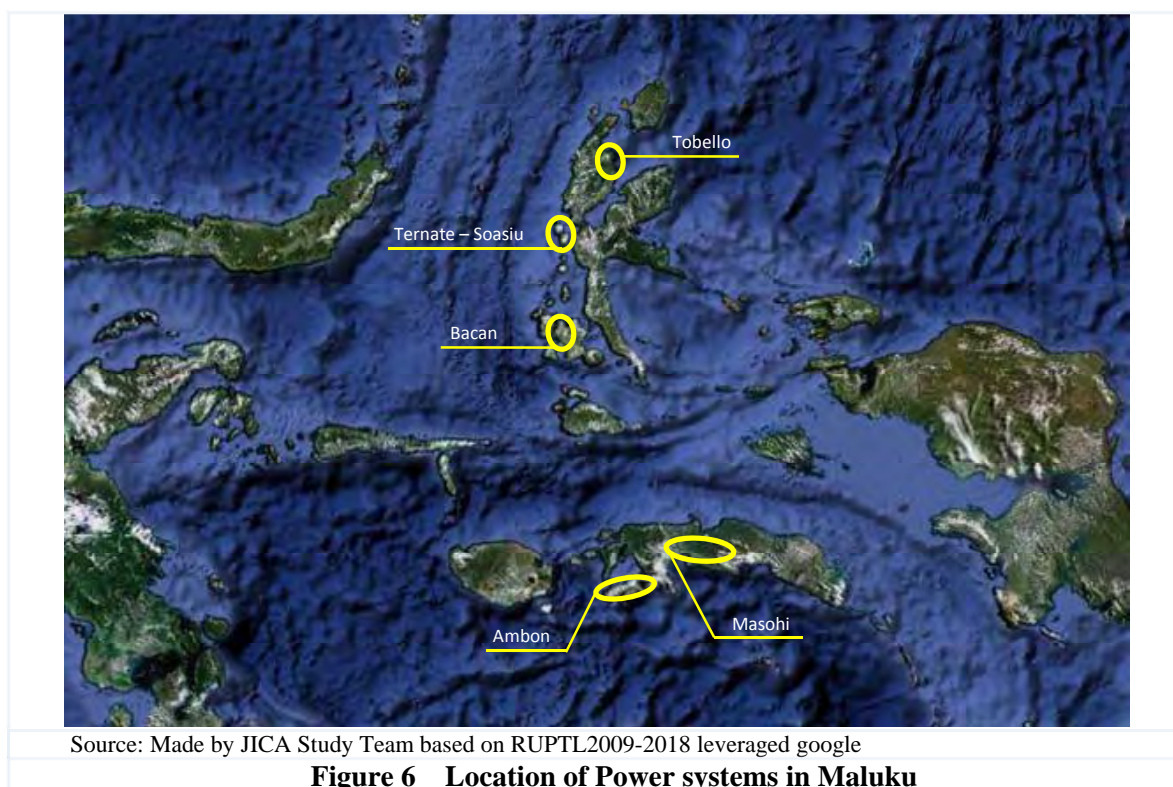 Tobello
Ternate – Soasiu
Bacan
Ambon
Masohi
Source: Made by JICA Study Team based on RUPTL2009-2018 leveraged google
Figure 6 Location of Power systems in Maluku